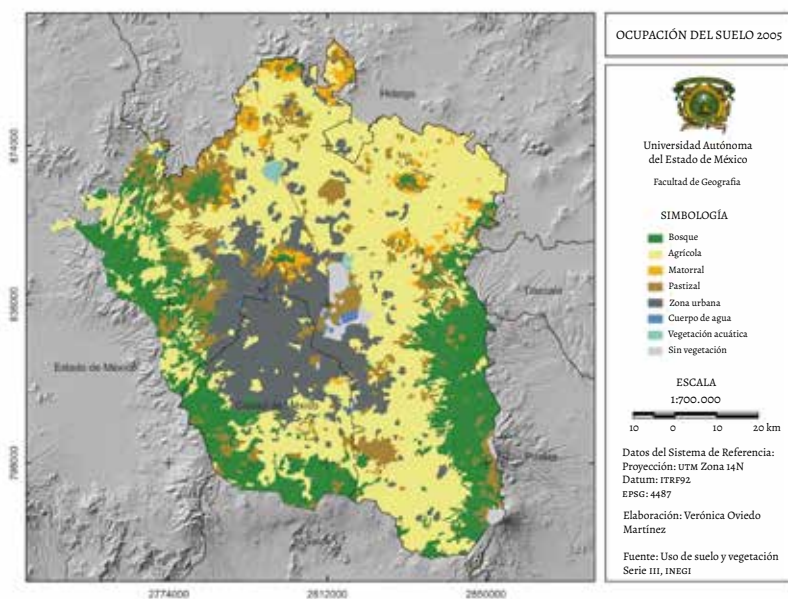 OCUPACIÓN DEL SUELO 2005
Hidalgo
Tlaxcala
Estado de México
Ciudad de México
Puebla
874000
836000
798000
2774000
2812000
2850000
Universidad Autónoma
del Estado de México
Facultad de Geografía
SIMBOLOGÍA
Bosque
Agrícola
Matorral
Pastizal
Zona urbana
Cuerpo de agua
Vegetación acuática
Sin vegetación
ESCALA
1:700.000
10 0 10 20 km
Datos del Sistema de Referencia:
Proyección: UTM Zona 14N
Datum: ITRF92
EPSG: 4487
Elaboración: Verónica Oviedo
Martínez
Fuente: Uso de suelo y vegetación
Serie III, INEGI